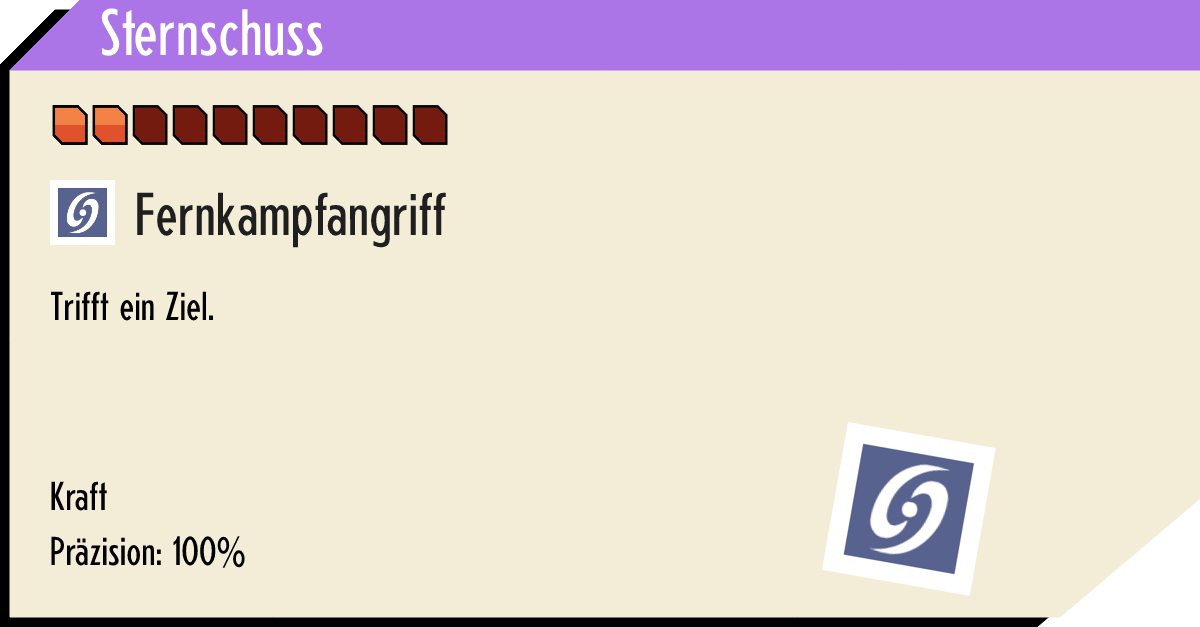 Sternschuss
Fernkampfangriff
Trifft ein Ziel.
Kraft
Präzision: 100%